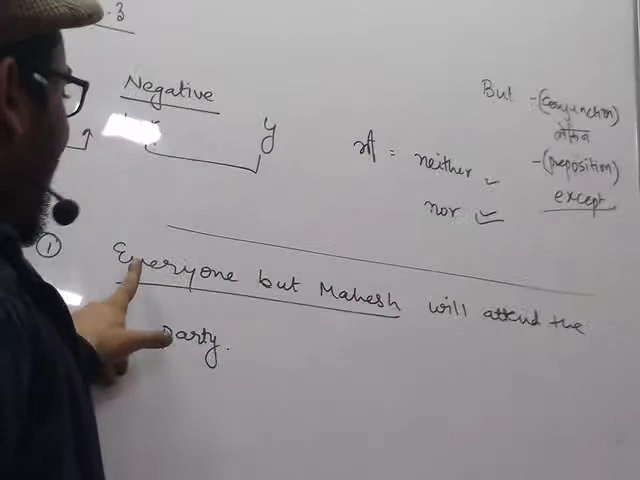 . 3
Negative
y
But - (conjunction)
लेकिन
- (preposition)
except
भी = neither ✓
nor ✓
① Everyone but Mahesh will attend the
party.